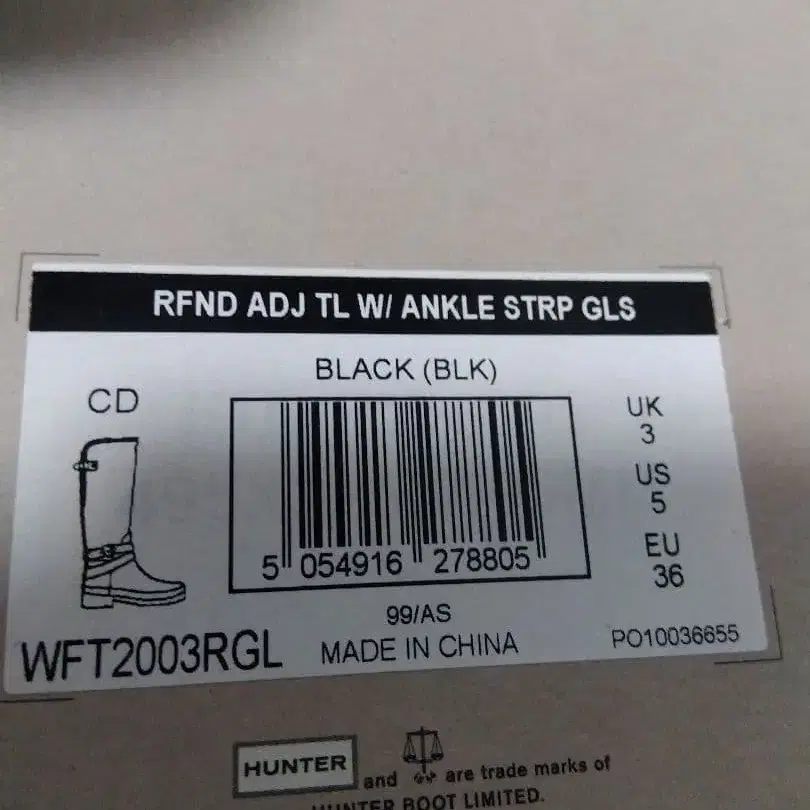 RFND ADJ TL W/ ANKLE STRP GLS
BLACK (BLK)
CD
UK
3
US
5
EU
36
5 054916 278805
99/AS
WFT2003RGL
MADE IN CHINA
PO10036655
HUNTER and are trade marks of
HUNTER BOOT LIMITED.